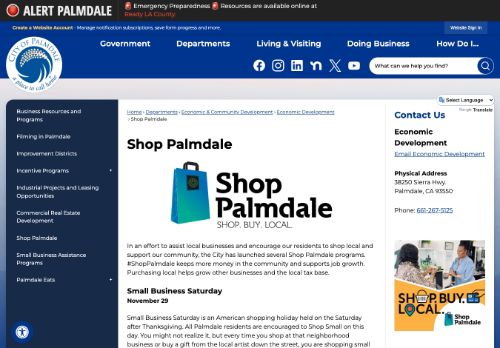 ALERT PALMDALE
Emergency Preparedness Resources are available online at
Ready LA County.
Create a Website Account - Manage notification subscriptions, save form progress and more.
Website Sign In
CITY OF PALMDALE
a place to call home
Government
Departments
Living & Visiting
Doing Business
How Do I...
What can we help you find?
Select Language
Google Translate
Business Resources and
Programs
Filming in Palmdale
Improvement Districts
Incentive Programs
Industrial Projects and Leasing
Opportunities
Commercial Real Estate
Development
Shop Palmdale
Small Business Assistance
Programs
Palmdale Eats
Home › Departments › Economic & Community Development › Economic Development
› Shop Palmdale
Shop Palmdale
Shop
Palmdale
SHOP. BUY. LOCAL.
In an effort to assist local businesses and encourage our residents to shop local and
support our community, the City has launched several Shop Palmdale programs.
#ShopPalmdale keeps more money in the community and supports job growth.
Purchasing local helps grow other businesses and the local tax base.
Small Business Saturday
November 29
Small Business Saturday is an American shopping holiday held on the Saturday
after Thanksgiving. All Palmdale residents are encouraged to Shop Small on this
day. You might not realize it, but every time you shop at that neighborhood
business or buy a gift from the local artist down the street, you are shopping small
Contact Us
Economic
Development
Email Economic Development
Physical Address
38250 Sierra Hwy.
Palmdale, CA 93550
Phone: 661-267-5125
SHOP. BUY.
LOCAL.
Shop
Palmdale